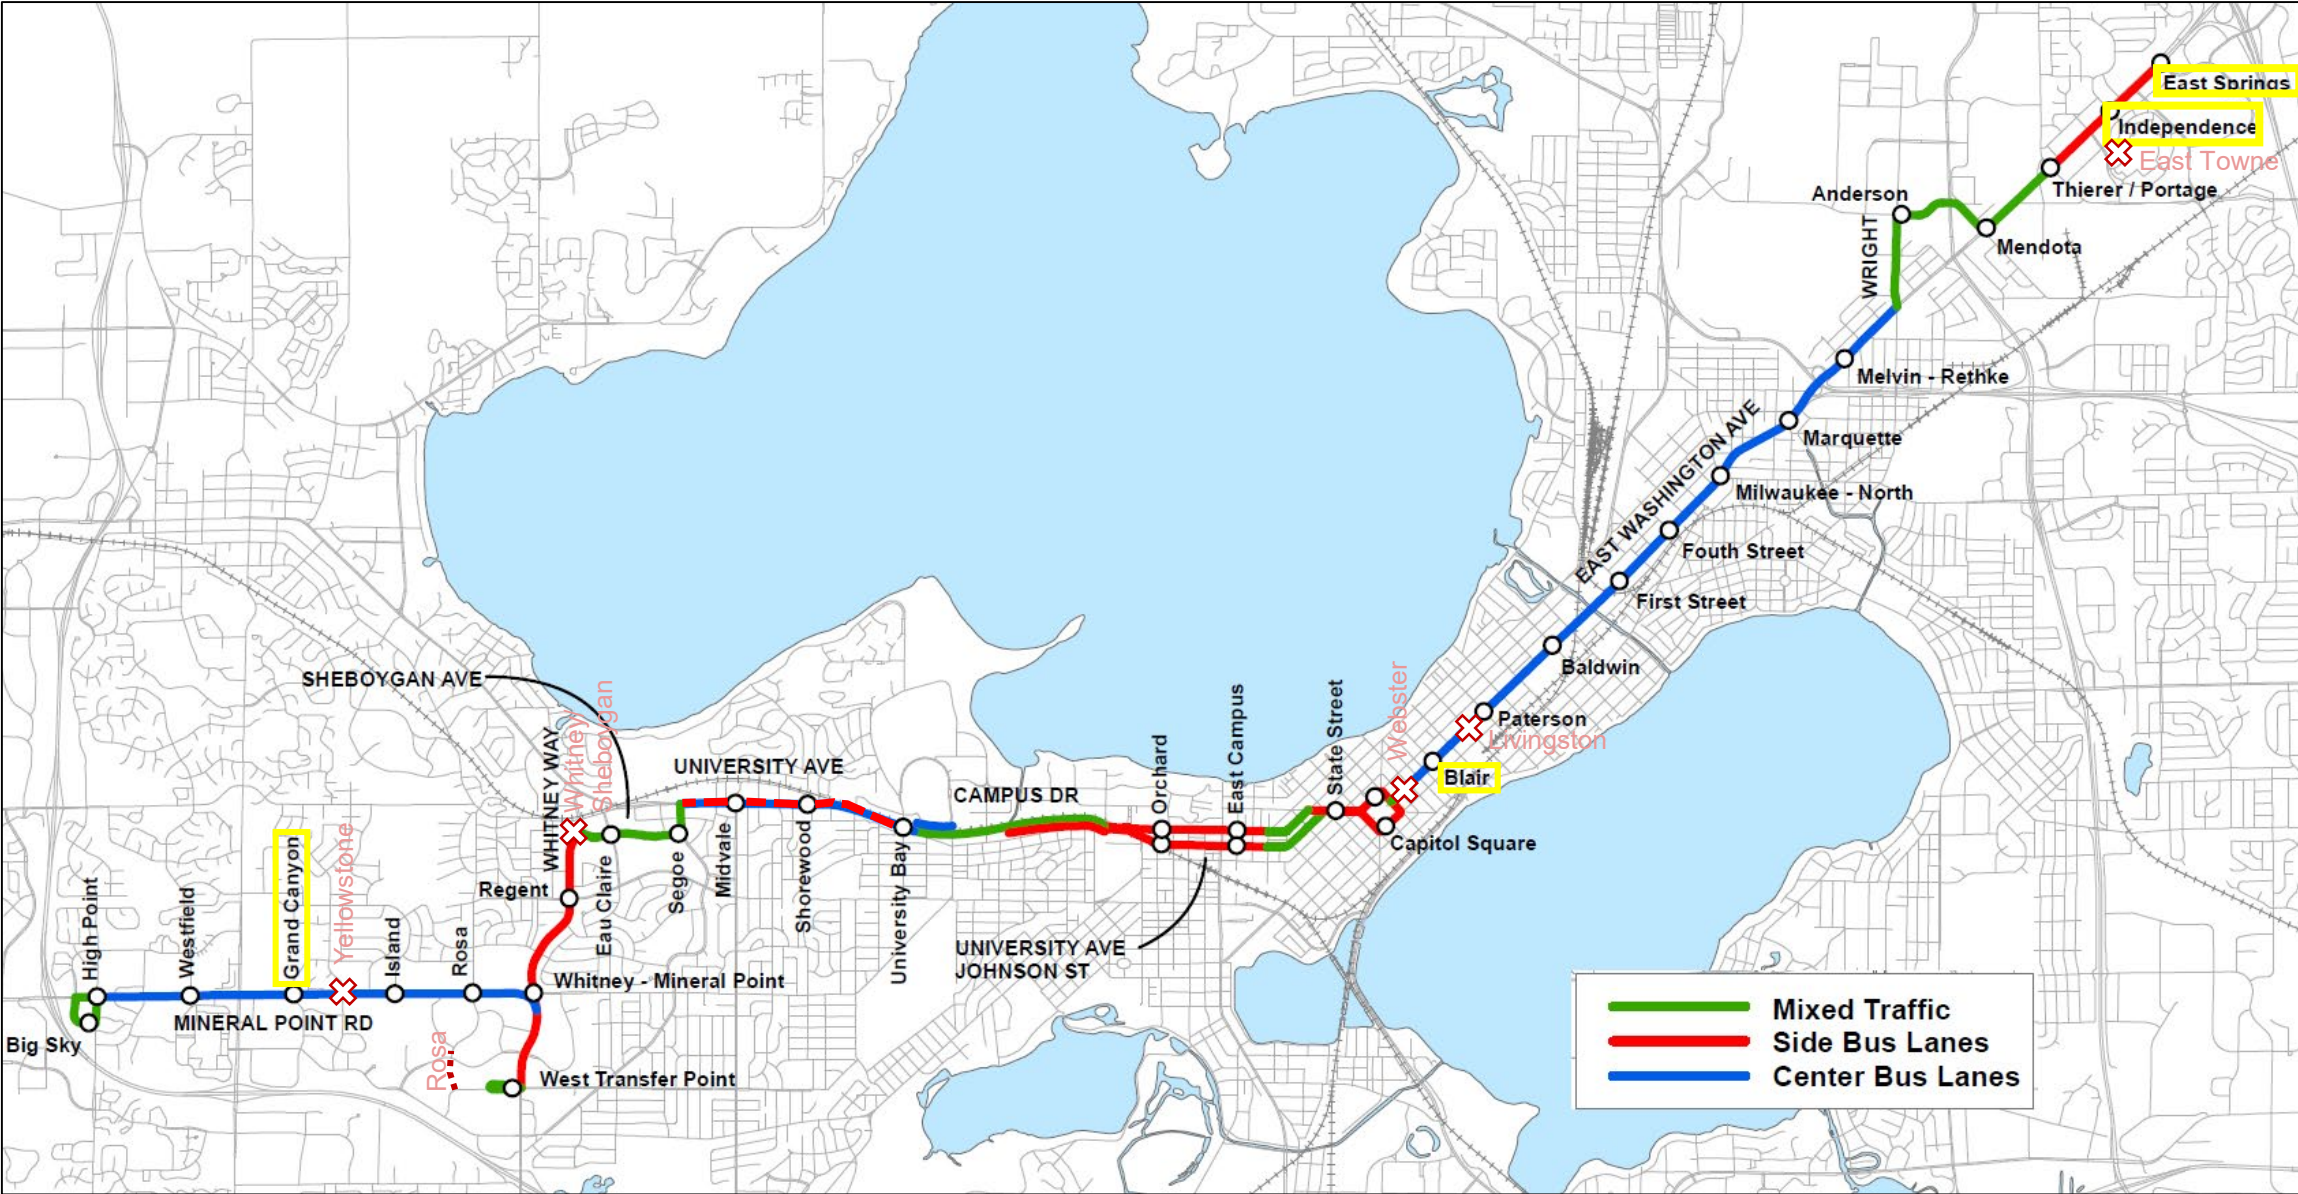 East Springs
Independence
East Towne
Thierer / Portage
Anderson
WRIGHT
Mendota
Melvin - Rethke
Marquette
EAST WASHINGTON AVE
Milwaukee - North
Fouth Street
First Street
Baldwin
Paterson
Livingston
Webster
Blair
State Street
Capitol Square
East Campus
Orchard
CAMPUS DR
UNIVERSITY AVE
JOHNSON ST
UNIVERSITY AVE
University Bay
Shorewood
Midvale
Segoe
Eau Claire
SHEBOYGAN AVE
Whitney/
Sheboygan
WHITNEY WAY
Regent
Whitney - Mineral Point
West Transfer Point
Rosa
Rosa
Island
Yellowstone
Grand Canyon
Westfield
High Point
MINERAL POINT RD
Big Sky
Mixed Traffic
Side Bus Lanes
Center Bus Lanes